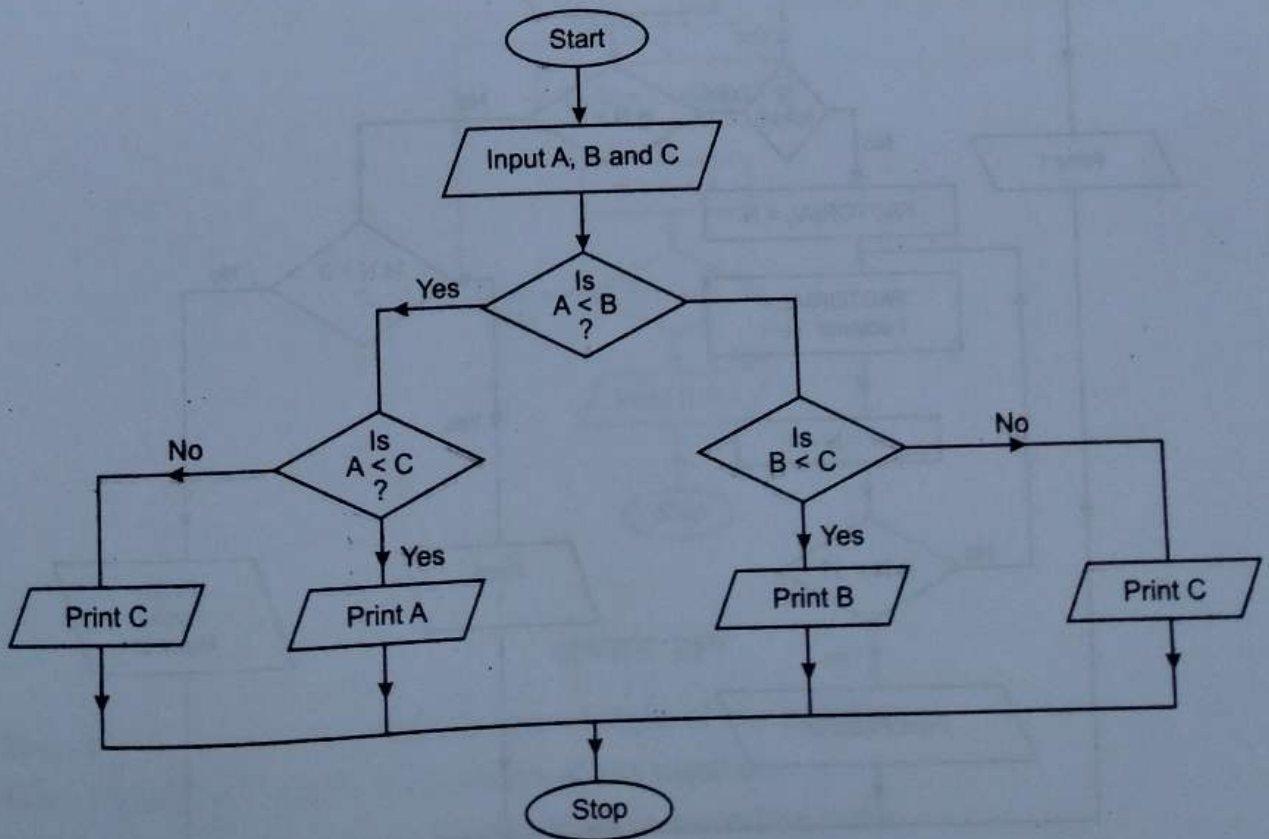 Start
Input A, B and C
Is
A < B
?
Yes
Is
A < C
?
No
Yes
Is
B < C
No
Yes
Print C
Print A
Print B
Print C
Stop